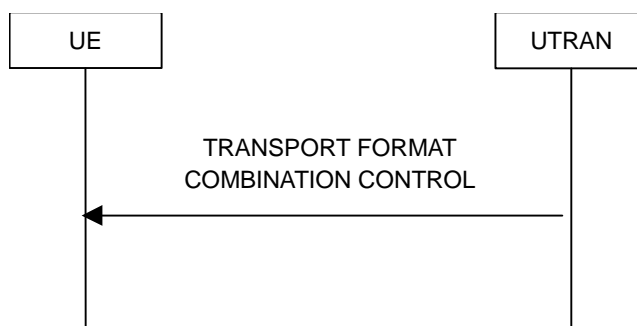 UE
UTRAN
TRANSPORT FORMAT
COMBINATION CONTROL